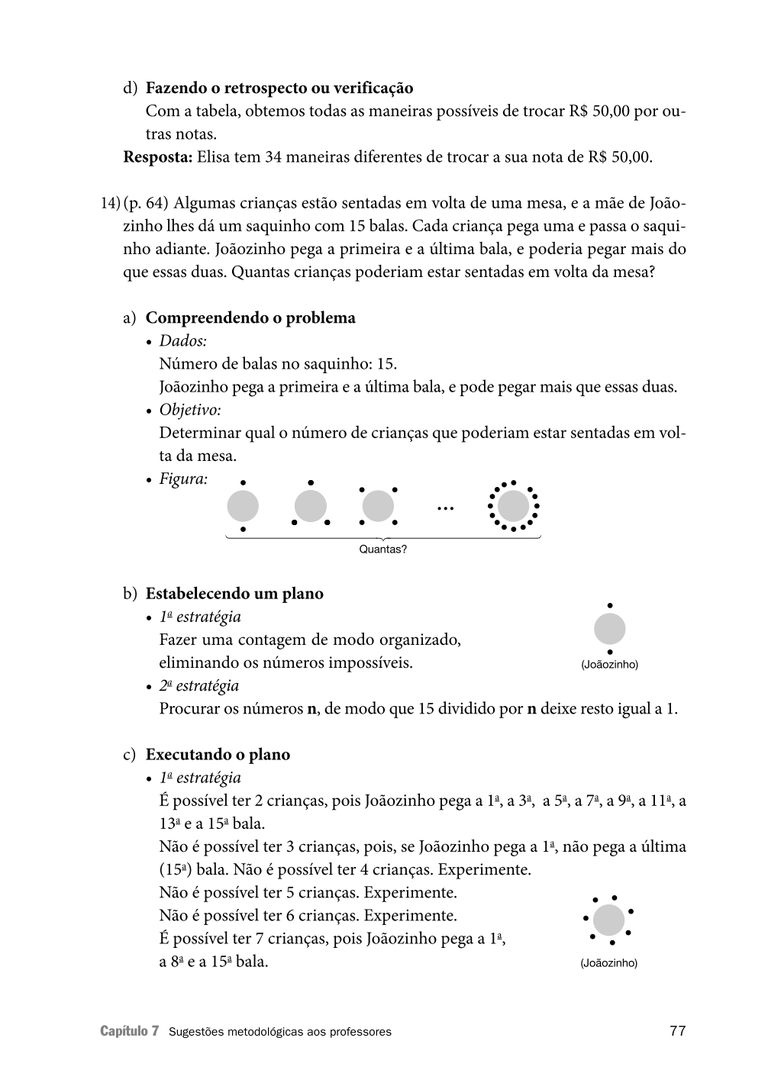 d) Fazendo o retrospecto ou verificação
Com a tabela, obtemos todas as maneiras possíveis de trocar R$ 50,00 por ou-
tras notas.
Resposta: Elisa tem 34 maneiras diferentes de trocar a sua nota de R$ 50,00.
14) (p. 64) Algumas crianças estão sentadas em volta de uma mesa, e a mãe de João-
zinho lhes dá um saquinho com 15 balas. Cada criança pega uma e passa o saqui-
nho adiante. Joãozinho pega a primeira e a última bala, e poderia pegar mais do
que essas duas. Quantas crianças poderiam estar sentadas em volta da mesa?
a) Compreendendo o problema
• Dados:
Número de balas no saquinho: 15.
Joãozinho pega a primeira e a última bala, e pode pegar mais que essas duas.
• Objetivo:
Determinar qual o número de crianças que poderiam estar sentadas em vol-
ta da mesa.
• Figura:
...
Quantas?
b) Estabelecendo um plano
• 1ª estratégia
Fazer uma contagem de modo organizado,
eliminando os números impossíveis.
(Joãozinho)
• 2ª estratégia
Procurar os números n, de modo que 15 dividido por n deixe resto igual a 1.
c) Executando o plano
• 1ª estratégia
É possível ter 2 crianças, pois Joãozinho pega a 1ª, a 3ª, a 5ª, a 7ª, a 9ª, a 11ª, a
13ª e a 15ª bala.
Não é possível ter 3 crianças, pois, se Joãozinho pega a 1ª, não pega a última
(15ª) bala. Não é possível ter 4 crianças. Experimente.
Não é possível ter 5 crianças. Experimente.
Não é possível ter 6 crianças. Experimente.
É possível ter 7 crianças, pois Joãozinho pega a 1ª,
a 8ª e a 15ª bala.
(Joãozinho)
Capítulo 7 Sugestões metodológicas aos professores 77